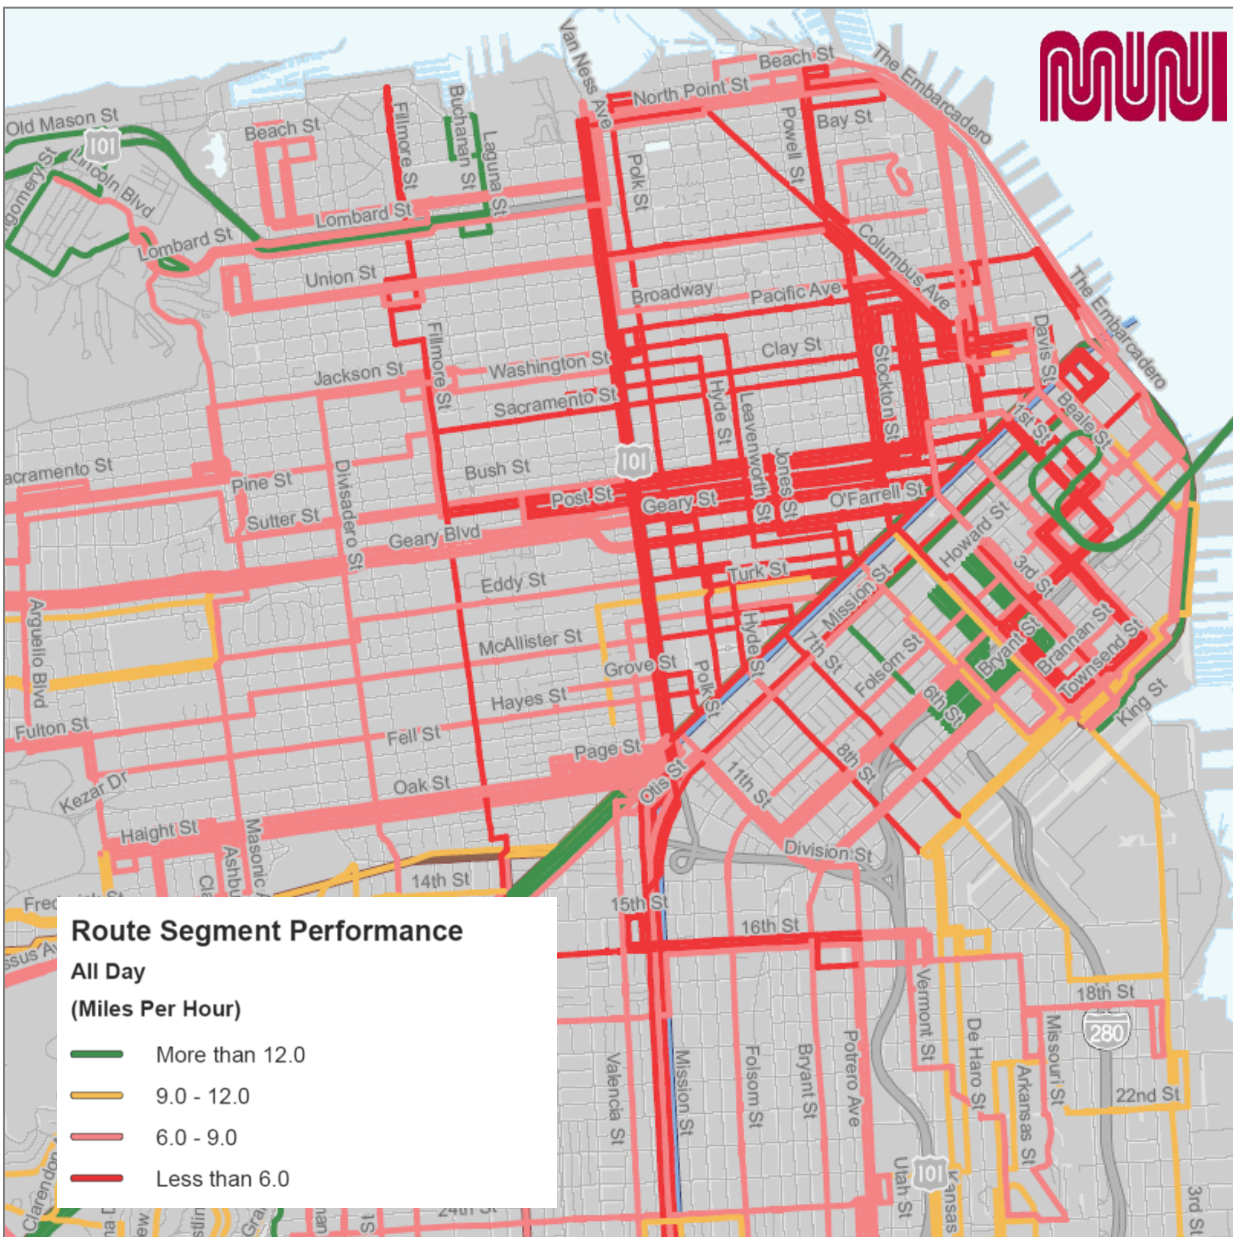 Van Ness Ave
Beach St
The Embarcadero
MUNI
North Point St
Old Mason St
101
Beach St
Fillmore St
Buchanan St
Laguna St
Powell St
Bay St
Lincoln Blvd
Polk St
Lombard St
Lombard St
Columbus Ave
Union St
Broadway
Pacific Ave
The Embarcadero
Davis St
Fillmore St
Jackson St
Washington St
Clay St
Stockton St
Sacramento St
Hyde St
Leavenworth St
1st St
Beale St
101
Bush St
Jones St
Pine St
Divisadero St
Post St
Geary St
O'Farrell St
Sutter St
Geary Blvd
Howard St
3rd St
Eddy St
Turk St
Mission St
Arguello Blvd
McAllister St
Hyde St
7th St
Folsom St
Bryant St
Brannan St
Townsend St
Grove St
Polk St
Hayes St
6th St
King St
Fulton St
Fell St
Page St
Kezar Dr
Oak St
Otis St
11th St
8th St
Haight St
Masonic
Division St
14th St
15th St
16th St
Route Segment Performance
All Day
(Miles Per Hour)
More than 12.0
9.0 - 12.0
6.0 - 9.0
Less than 6.0
Vermont St
18th St
280
De Haro St
Missouri St
Arkansas St
22nd St
Valencia St
Mission St
Folsom St
Bryant St
Potrero Ave
Utah St
101
Kansas
3rd St
Clarendon
24th St